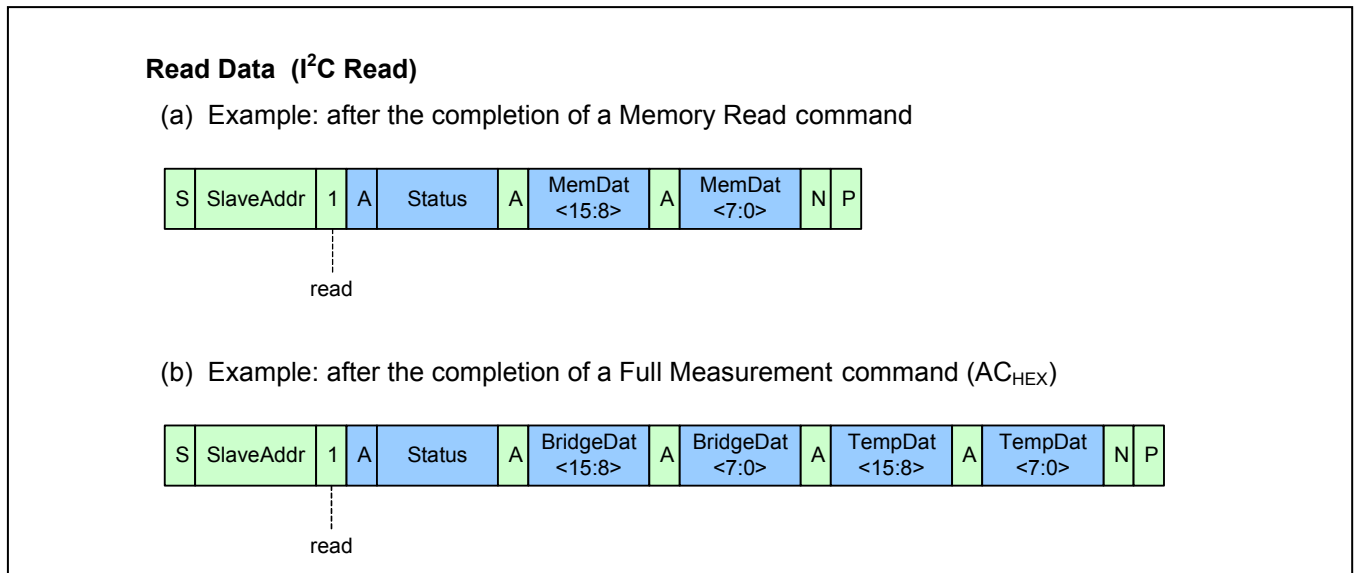 Read Data (I²C Read)
(a) Example: after the completion of a Memory Read command
S SlaveAddr 1 A Status A MemDat <15:8> A MemDat <7:0> N P
read
(b) Example: after the completion of a Full Measurement command (AC_HEX)
S SlaveAddr 1 A Status A BridgeDat <15:8> A BridgeDat <7:0> A TempDat <15:8> A TempDat <7:0> N P
read